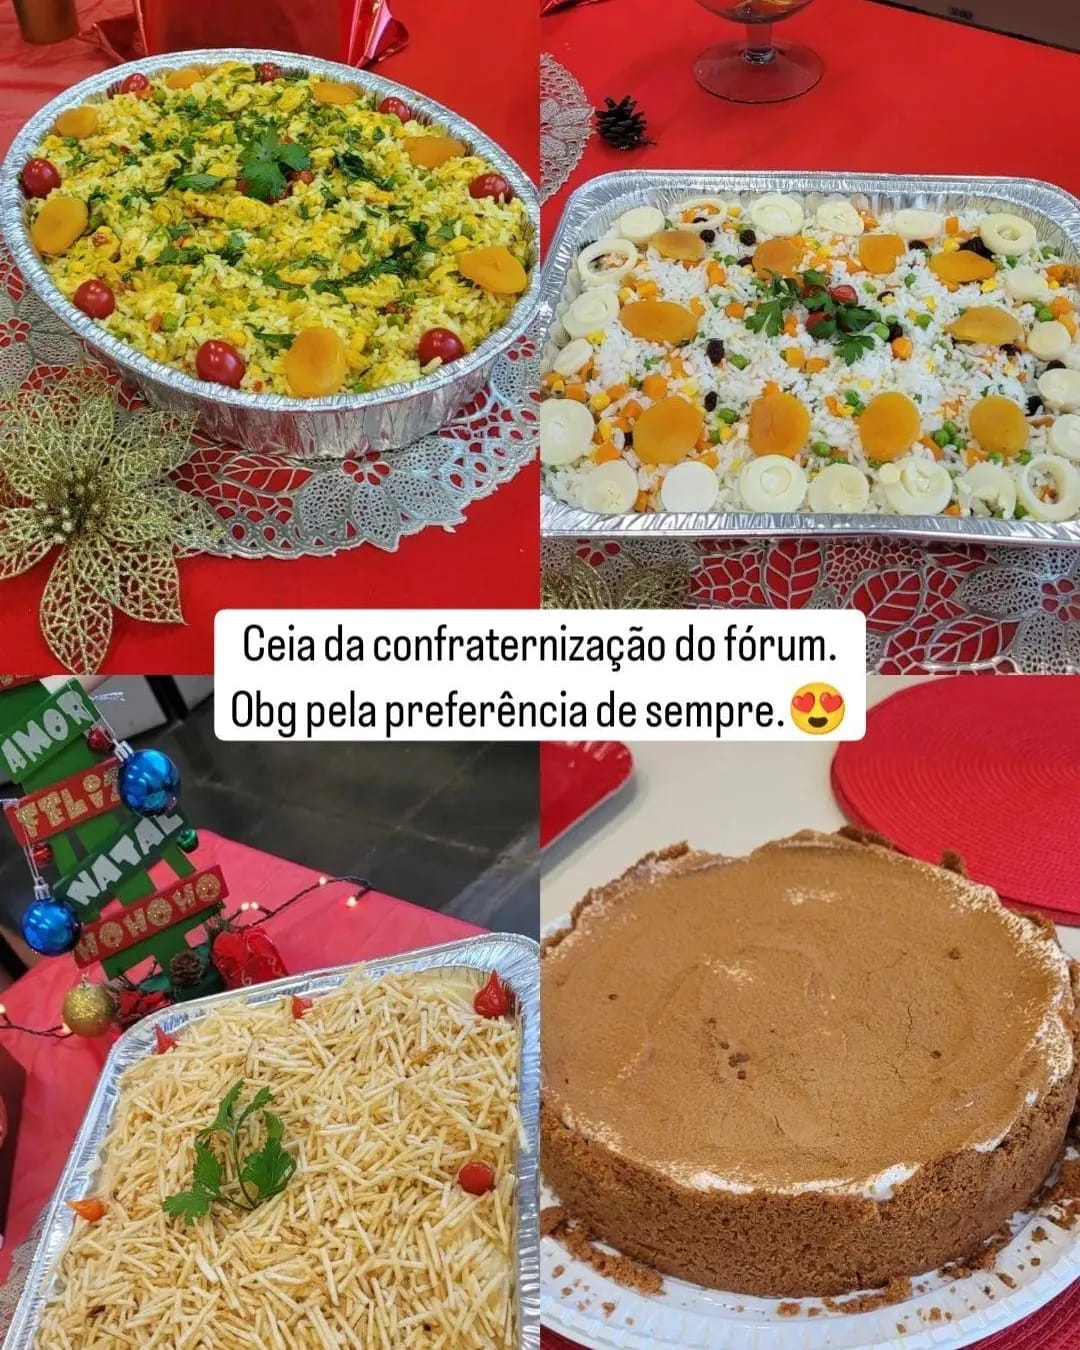 Ceia da confraternização do fórum.
Obg pela preferência de sempre.😍
AMOR
FELIZ
NATAL
HOHOHO